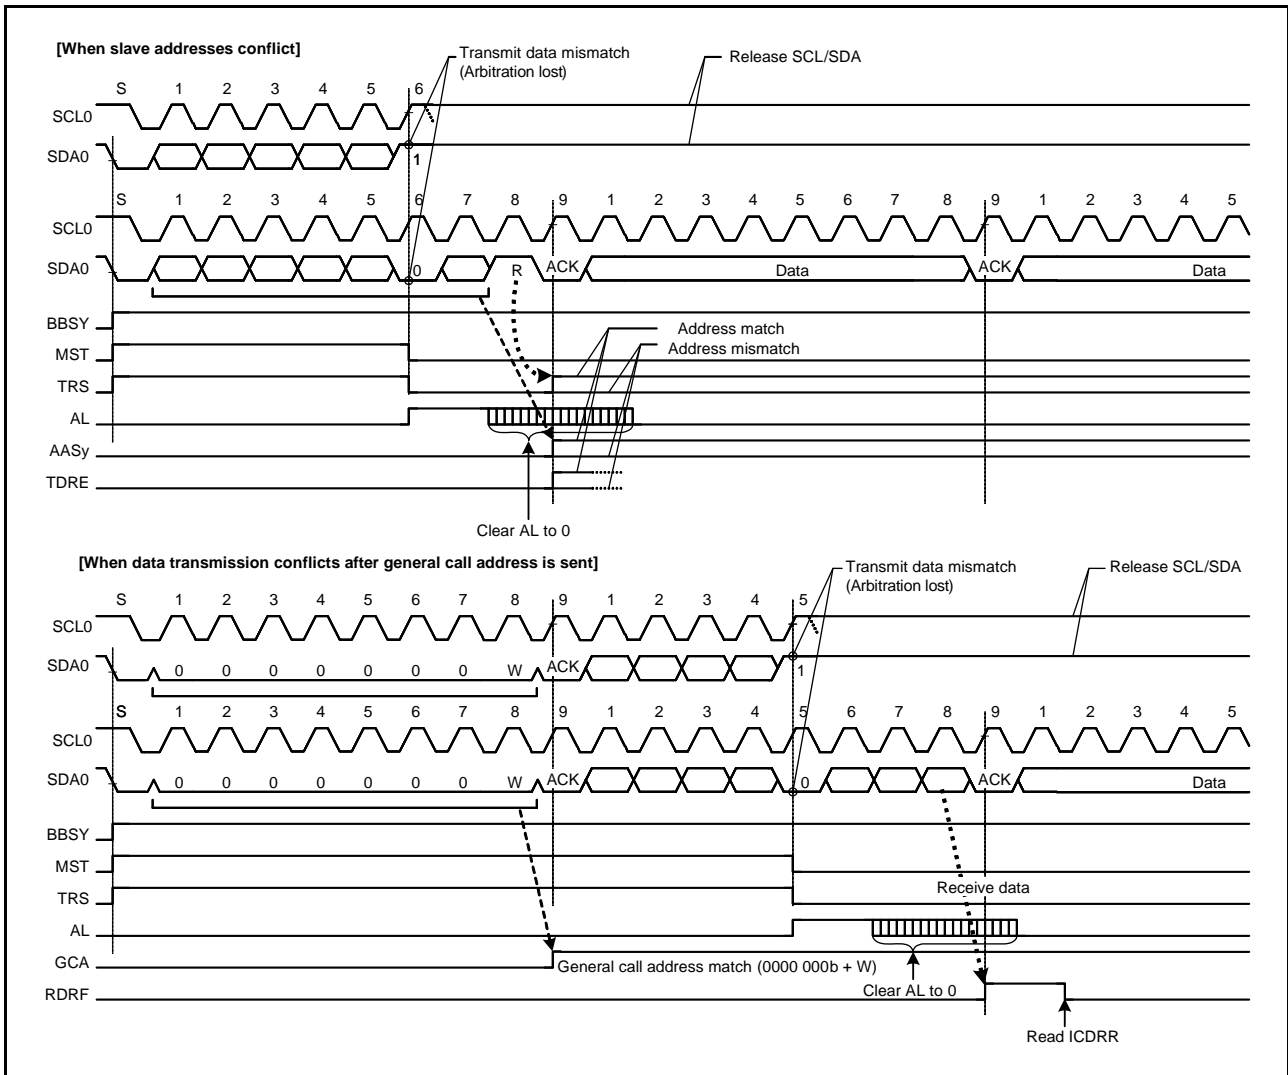 [When slave addresses conflict]
Transmit data mismatch
(Arbitration lost)
Release SCL/SDA
S 1 2 3 4 5 6
SCL0
SDA0
1
S 1 2 3 4 5 6 7 8 9 1 2 3 4 5 6 7 8 9 1 2 3 4 5
SCL0
SDA0 0 R ACK Data ACK Data
BBSY
Address match
MST
Address mismatch
TRS
AL
AASy
TDRE
Clear AL to 0
[When data transmission conflicts after general call address is sent]
Transmit data mismatch
(Arbitration lost)
Release SCL/SDA
S 1 2 3 4 5 6 7 8 9 1 2 3 4 5
SCL0
SDA0 0 0 0 0 0 0 0 W ACK 1
S 1 2 3 4 5 6 7 8 9 1 2 3 4 5 6 7 8 9 1 2 3 4 5
SCL0
SDA0 0 0 0 0 0 0 0 W ACK 0 ACK Data
BBSY
MST
Receive data
TRS
AL
GCA
General call address match (0000 000b + W)
Clear AL to 0
RDRF
Read ICDRR